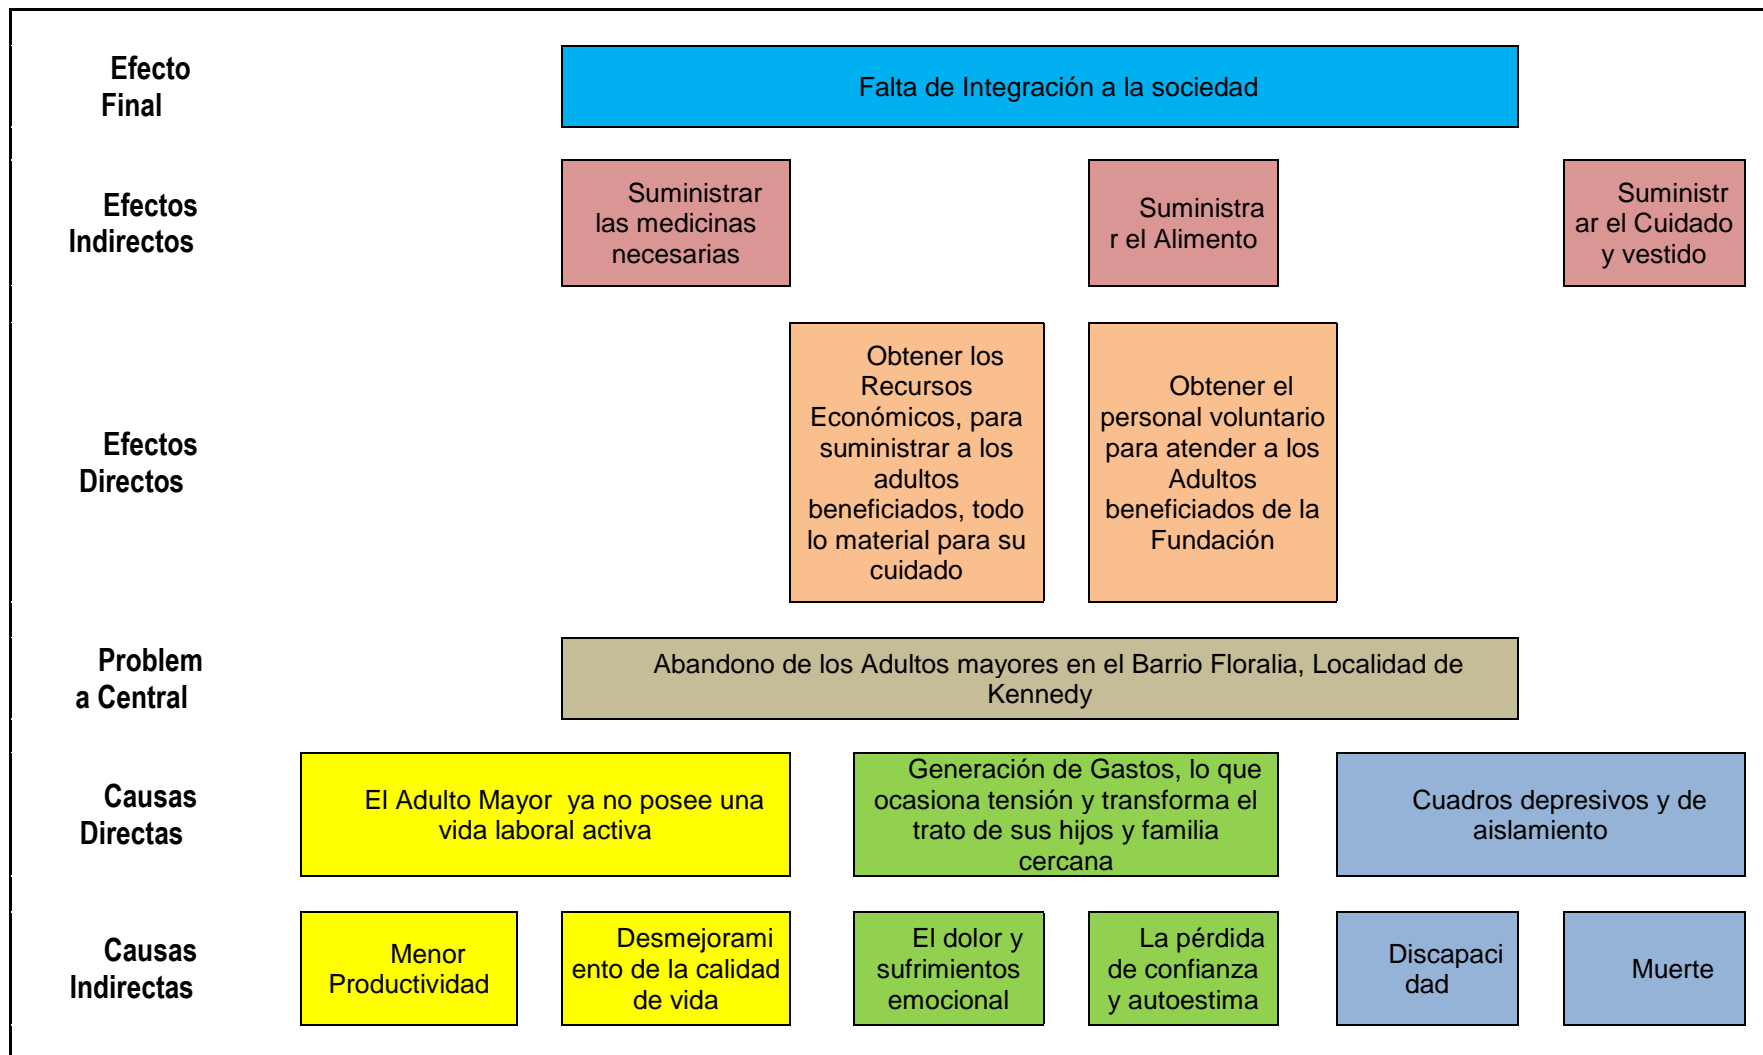 Efecto
Final
Falta de Integración a la sociedad
Efectos
Indirectos
Suministrar
las medicinas
necesarias
Suministra
r el Alimento
Suministr
ar el Cuidado
y vestido
Efectos
Directos
Obtener los
Recursos
Económicos, para
suministrar a los
adultos
beneficiados, todo
lo material para su
cuidado
Obtener el
personal voluntario
para atender a los
Adultos
beneficiados de la
Fundación
Problem
a Central
Abandono de los Adultos mayores en el Barrio Floralia, Localidad de
Kennedy
Causas
Directas
El Adulto Mayor  ya no posee una
vida laboral activa
Generación de Gastos, lo que
ocasiona tensión y transforma el
trato de sus hijos y familia
cercana
Cuadros depresivos y de
aislamiento
Causas
Indirectas
Menor
Productividad
Desmejorami
ento de la calidad
de vida
El dolor y
sufrimientos
emocional
La pérdida
de confianza
y autoestima
Discapaci
dad
Muerte